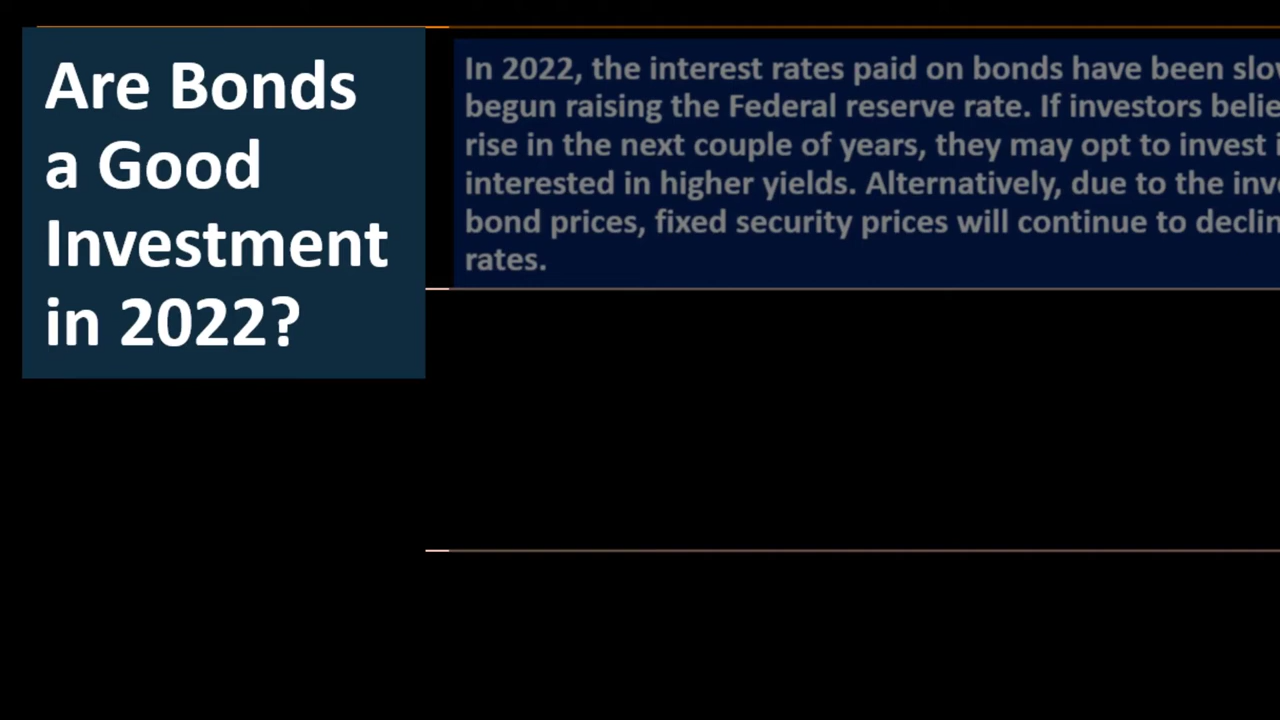 Are Bonds
a Good
Investment
in 2022?
In 2022, the interest rates paid on bonds have been
begun raising the Federal reserve rate. If investors
rise in the next couple of years, they may opt to invest
interested in higher yields. Alternatively, due to the
bond prices, fixed security prices will continue to
rates.